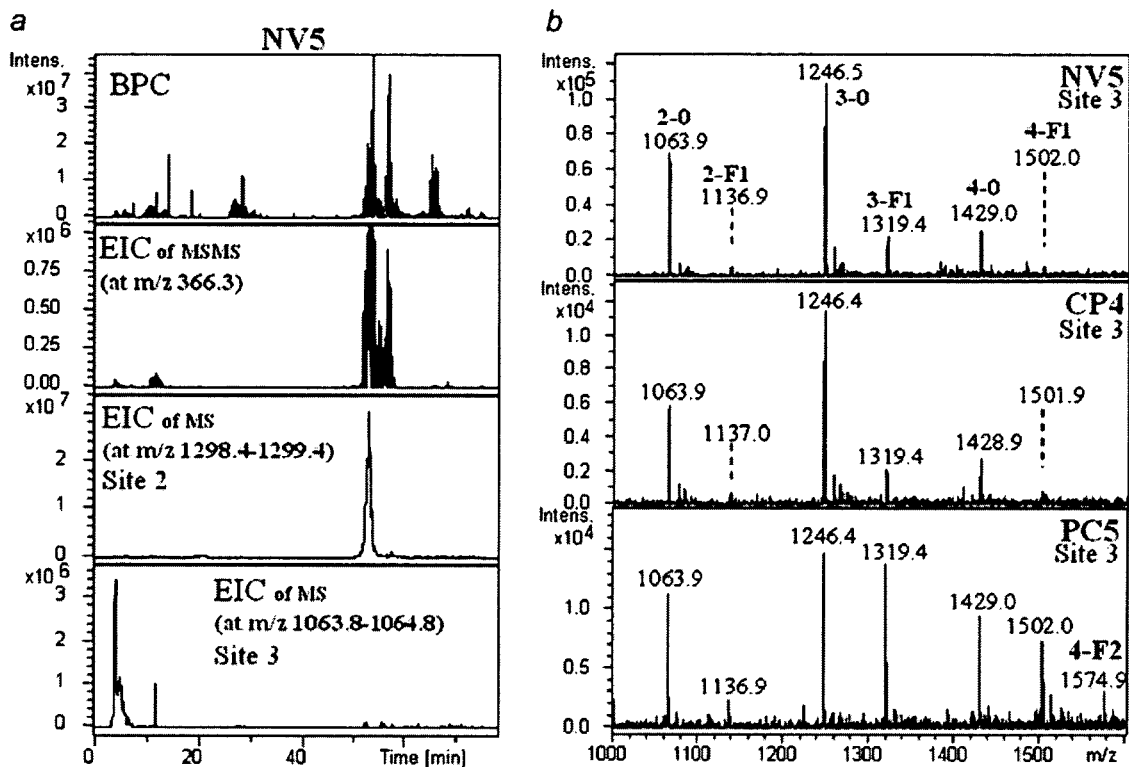 a
NV5
Intens.
x10 7
BPC
3
2
1
0
x10 6
EIC of MSMS
(at m/z 366.3)
0.75
0.50
0.25
0.00
x10 7
EIC of MS
(at m/z 1298.4-1299.4)
Site 2
2
1
0
x10 6
EIC of MS
(at m/z 1063.8-1064.8)
Site 3
3
2
1
0
0 20 40 Time [min]
b
Intens.
x10 5
NV5
Site 3
1.0
0.8
0.6
0.4
0.2
0.0
2-0
1063.9
2-F1
1136.9
1246.5
3-0
3-F1
1319.4
4-0
1429.0
4-F1
1502.0
Intens.
x10 4
CP4
Site 3
1.0
0.8
0.6
0.4
0.2
0.0
1063.9
1137.0
1246.4
1319.4
1428.9
1501.9
Intens.
x10 4
PC5
Site 3
1.0
0.5
0.0
1063.9
1136.9
1246.4
1319.4
1429.0
1502.0
4-F2
1574.9
1000 1100 1200 1300 1400 1500 m/z